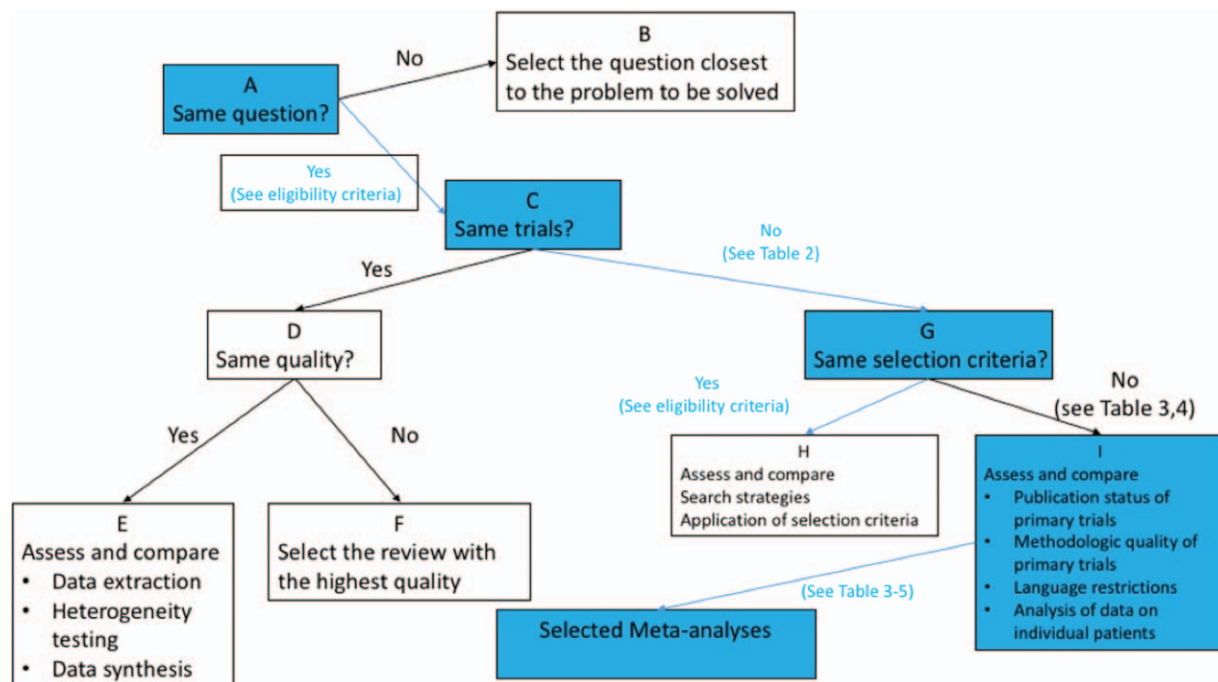 A
Same question?
No
B
Select the question closest
to the problem to be solved
Yes
(See eligibility criteria)
C
Same trials?
No
(See Table 2)
Yes
D
Same quality?
G
Same selection criteria?
Yes
(See eligibility criteria)
No
(see Table 3,4)
Yes
No
H
Assess and compare
Search strategies
Application of selection criteria
I
Assess and compare
• Publication status of
primary trials
• Methodologic quality of
primary trials
• Language restrictions
• Analysis of data on
individual patients
E
Assess and compare
• Data extraction
• Heterogeneity
testing
• Data synthesis
F
Select the review with
the highest quality
(See Table 3-5)
Selected Meta-analyses